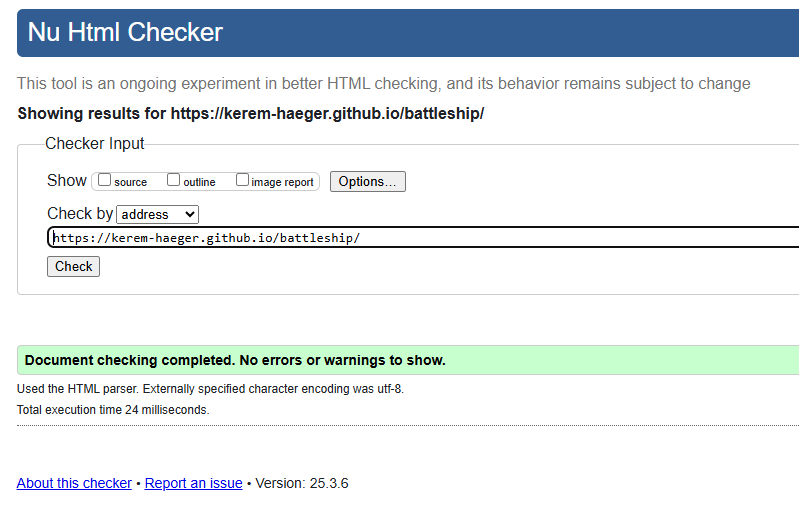 Nu Html Checker
This tool is an ongoing experiment in better HTML checking, and its behavior remains subject to change
Showing results for https://kerem-haeger.github.io/battleship/
Checker Input
Show source outline image report Options...
Check by address
https://kerem-haeger.github.io/battleship/
Check
Document checking completed. No errors or warnings to show.
Used the HTML parser. Externally specified character encoding was utf-8.
Total execution time 24 milliseconds.
About this checker • Report an issue • Version: 25.3.6